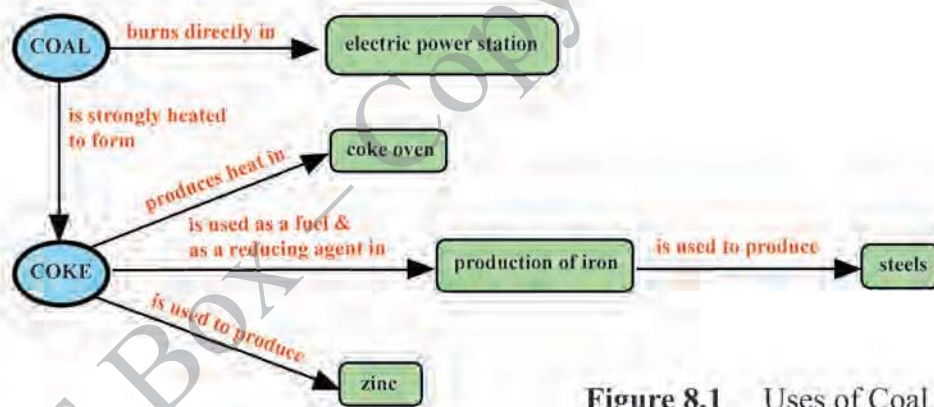 COAL
burns directly in
electric power station
is strongly heated
to form
coke oven
produces heat in
is used as a fuel &
as a reducing agent in
COKE
production of iron
is used to produce
steels
is used to produce
zinc
Figure 8.1 Uses of Coal
Box – Copy